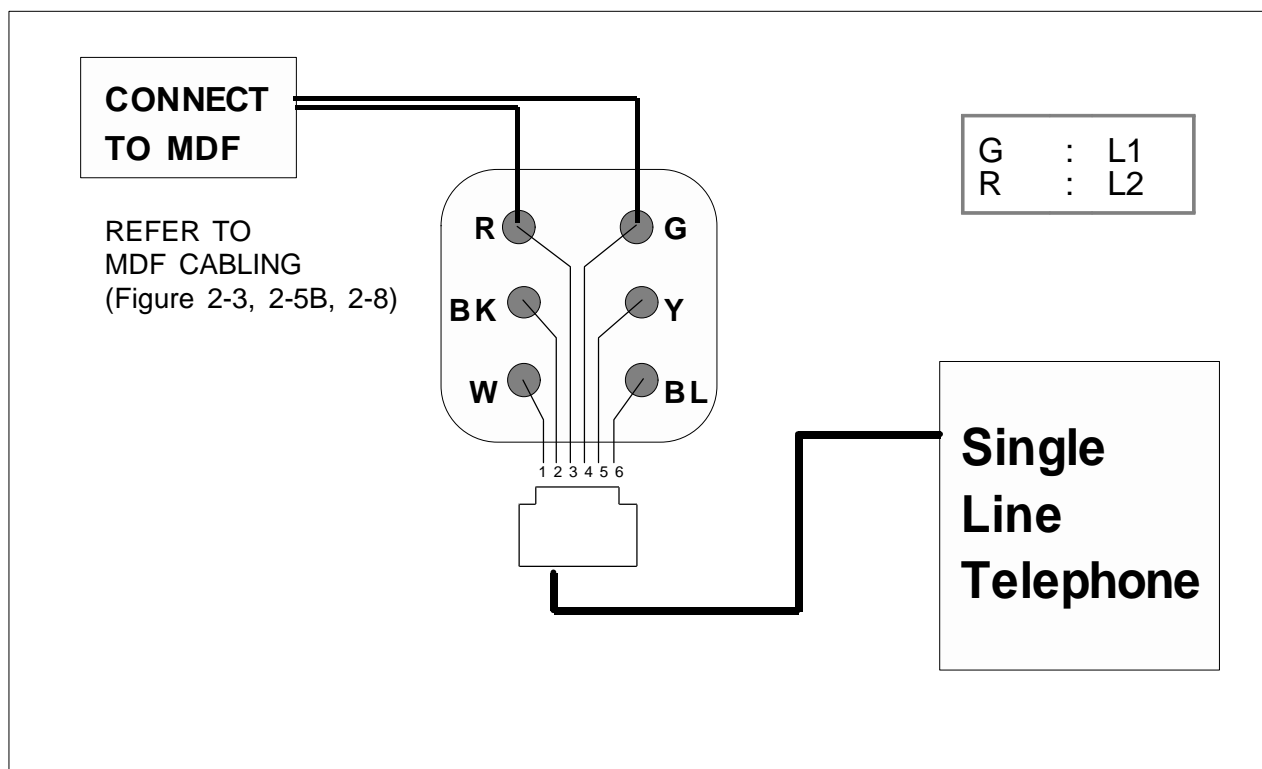 CONNECT
TO MDF
REFER TO
MDF CABLING
(Figure 2-3, 2-5B, 2-8)
G : L1
R : L2
R G
BK Y
W BL
1 2 3 4 5 6
Single
Line
Telephone